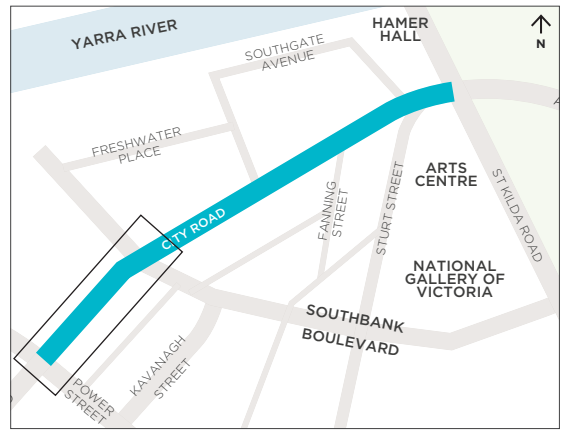 YARRA RIVER
HAMER
HALL
N
SOUTHGATE
AVENUE
FRESHWATER
PLACE
ARTS
CENTRE
ST KILDA ROAD
FANNING
STREET
STURT STREET
CITY ROAD
NATIONAL
GALLERY OF
VICTORIA
SOUTHBANK
BOULEVARD
KAVANAGH
STREET
POWER
STREET